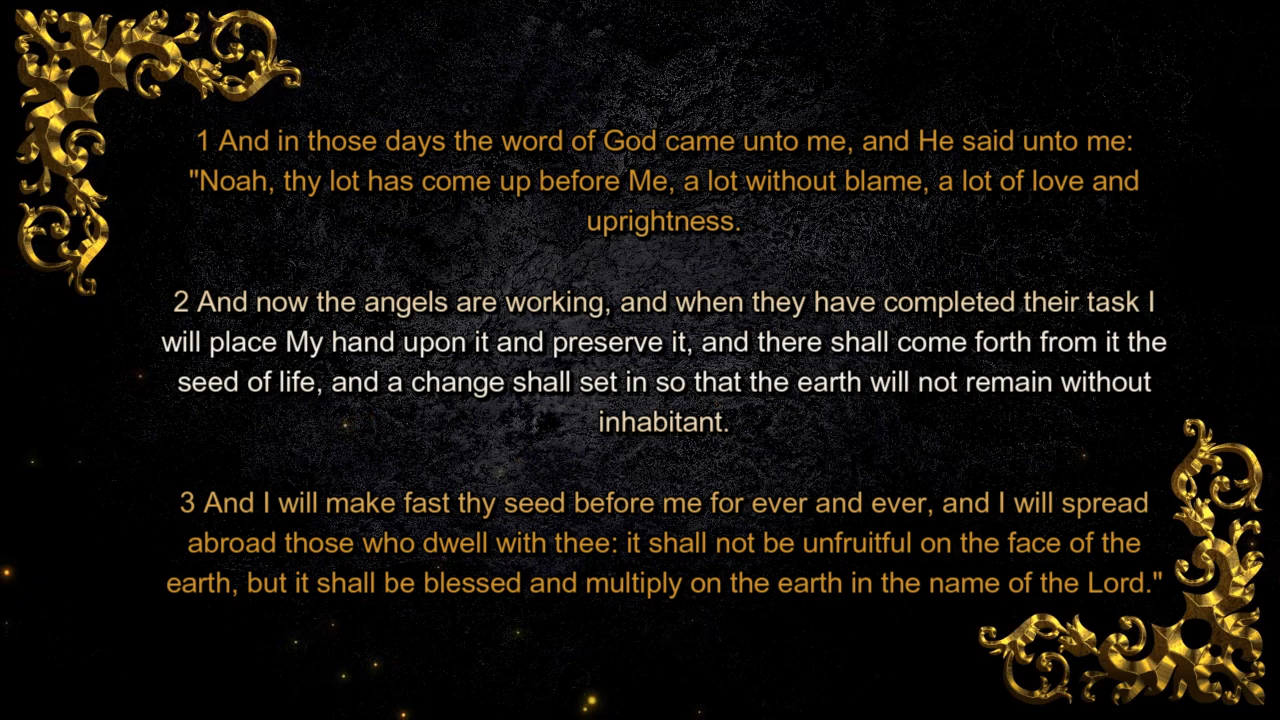 1 And in those days the word of God came unto me, and He said unto me:
"Noah, thy lot has come up before Me, a lot without blame, a lot of love and
uprightness.
2 And now the angels are working, and when they have completed their task I
will place My hand upon it and preserve it, and there shall come forth from it the
seed of life, and a change shall set in so that the earth will not remain without
inhabitant.
3 And I will make fast thy seed before me for ever and ever, and I will spread
abroad those who dwell with thee: it shall not be unfruitful on the face of the
earth, but it shall be blessed and multiply on the earth in the name of the Lord."